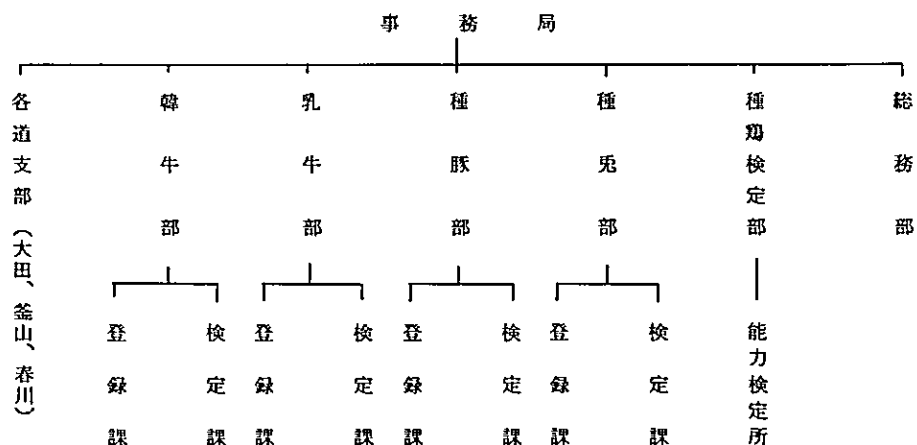 事務局
総務部
種鶏検定部
種兎部
種豚部
乳牛部
韓牛部
各道支部（大田、釜山、春川）
能力検定所
検定課
登録課
検定課
登録課
検定課
登録課
検定課
登録課